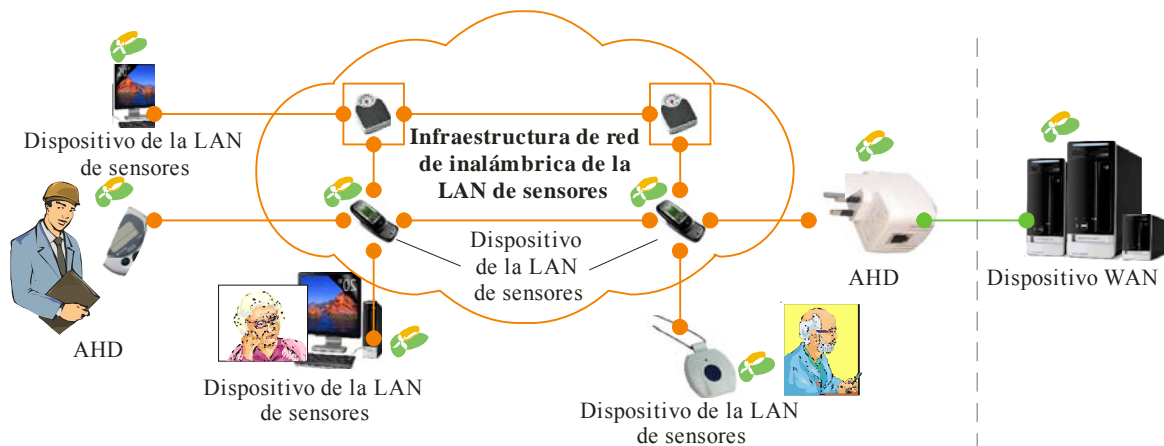 Dispositivo de la LAN
de sensores
Infraestructura de red
de inalámbrica de la
LAN de sensores
Dispositivo
de la LAN
de sensores
AHD
Dispositivo WAN
AHD
Dispositivo de la LAN
de sensores
Dispositivo de la LAN
de sensores